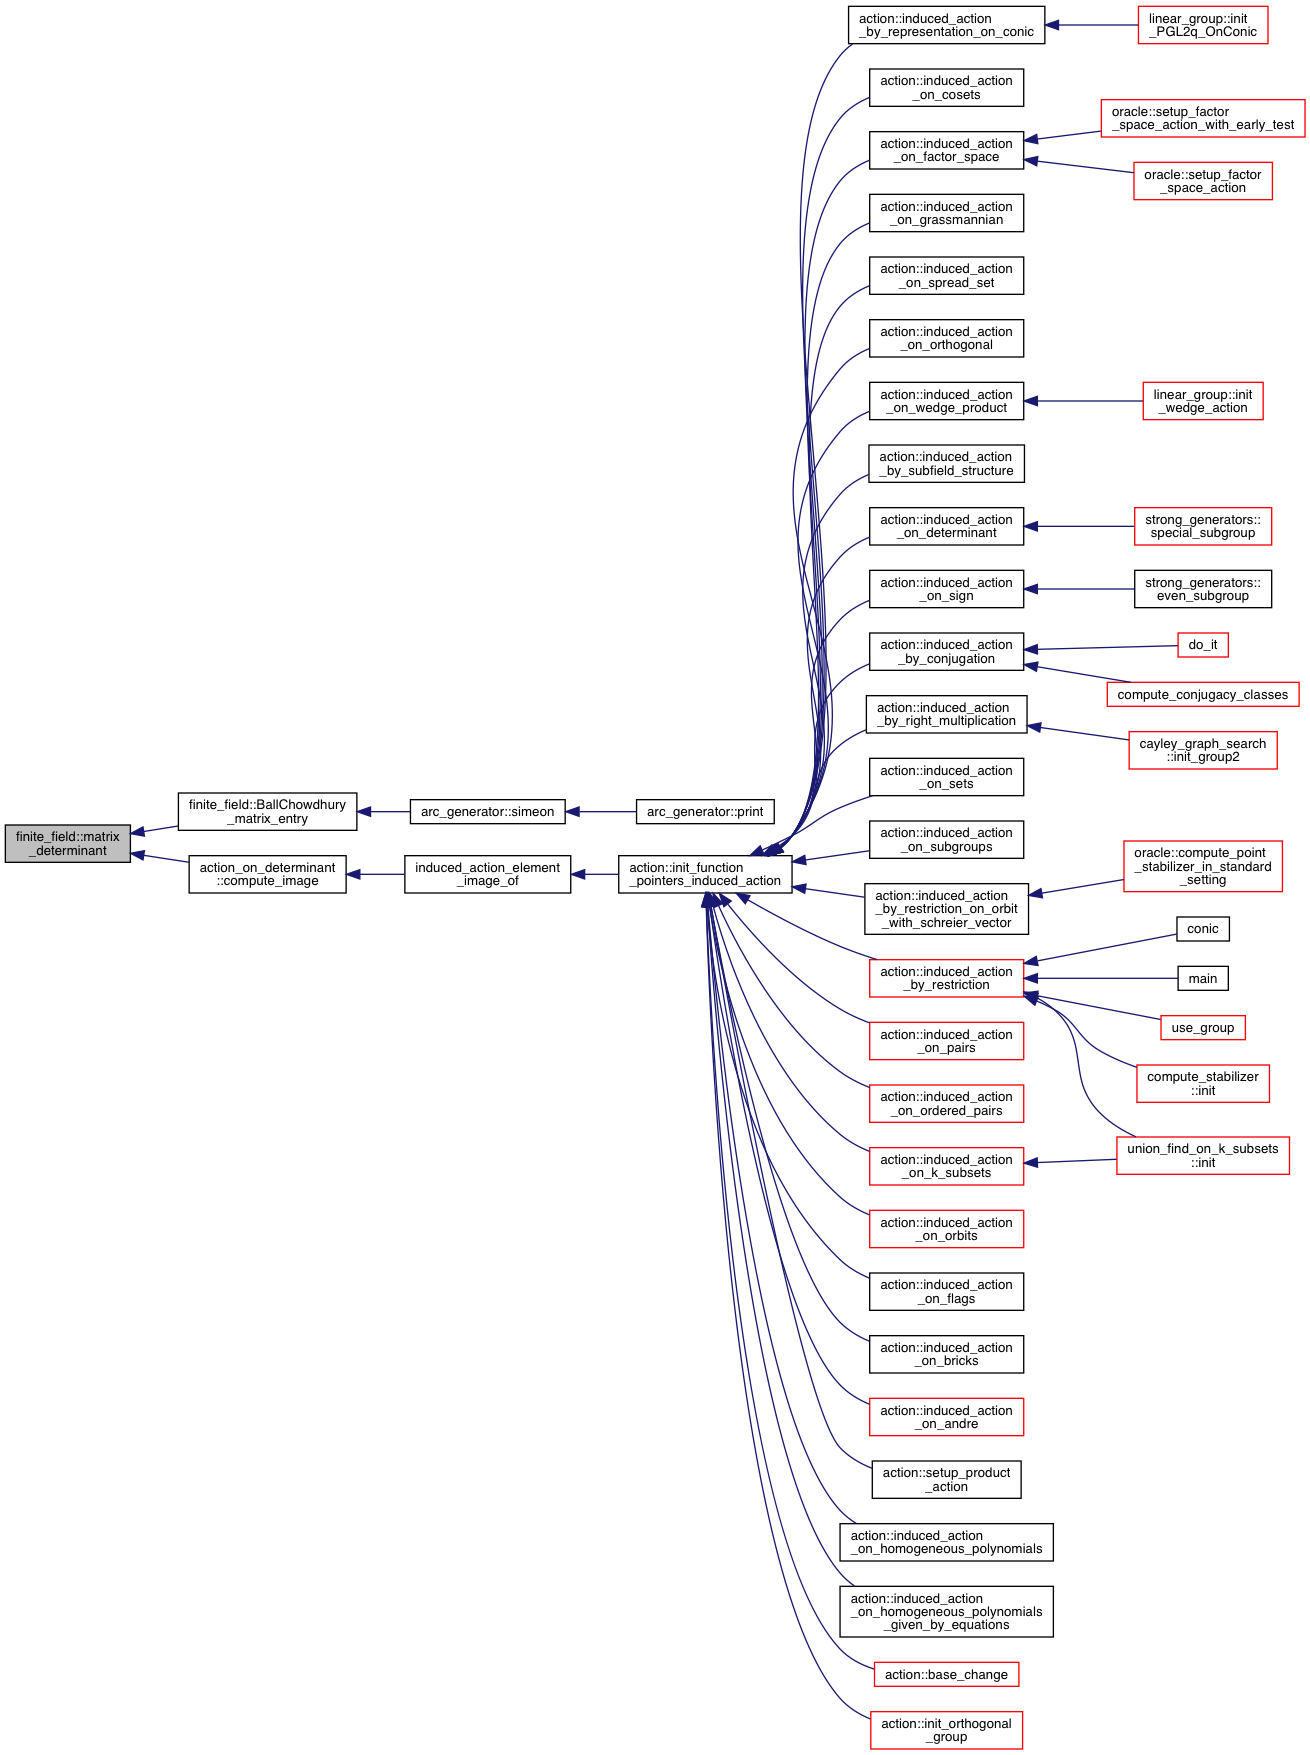 finite_field::matrix
_determinant
finite_field::BallChowdhury
_matrix_entry
arc_generator::simeon
arc_generator::print
action_on_determinant
::compute_image
induced_action_element
_image_of
action::init_function
_pointers_induced_action
action::induced_action
_by_representation_on_conic
linear_group::init
_PGL2q_OnConic
action::induced_action
_on_cosets
action::induced_action
_on_factor_space
oracle::setup_factor
_space_action_with_early_test
oracle::setup_factor
_space_action
action::induced_action
_on_grassmannian
action::induced_action
_on_spread_set
action::induced_action
_on_orthogonal
action::induced_action
_on_wedge_product
linear_group::init
_wedge_action
action::induced_action
_by_subfield_structure
action::induced_action
_on_determinant
strong_generators::
special_subgroup
action::induced_action
_on_sign
strong_generators::
even_subgroup
action::induced_action
_by_conjugation
do_it
compute_conjugacy_classes
action::induced_action
_by_right_multiplication
cayley_graph_search
::init_group2
action::induced_action
_on_sets
action::induced_action
_on_subgroups
action::induced_action
_by_restriction_on_orbit
_with_schreier_vector
oracle::compute_point
_stabilizer_in_standard
_setting
action::induced_action
_by_restriction
conic
main
use_group
compute_stabilizer
::init
union_find_on_k_subsets
::init
action::induced_action
_on_pairs
action::induced_action
_on_ordered_pairs
action::induced_action
_on_k_subsets
action::induced_action
_on_orbits
action::induced_action
_on_flags
action::induced_action
_on_bricks
action::induced_action
_on_andre
action::setup_product
_action
action::induced_action
_on_homogeneous_polynomials
action::induced_action
_on_homogeneous_polynomials
_given_by_equations
action::base_change
action::init_orthogonal
_group